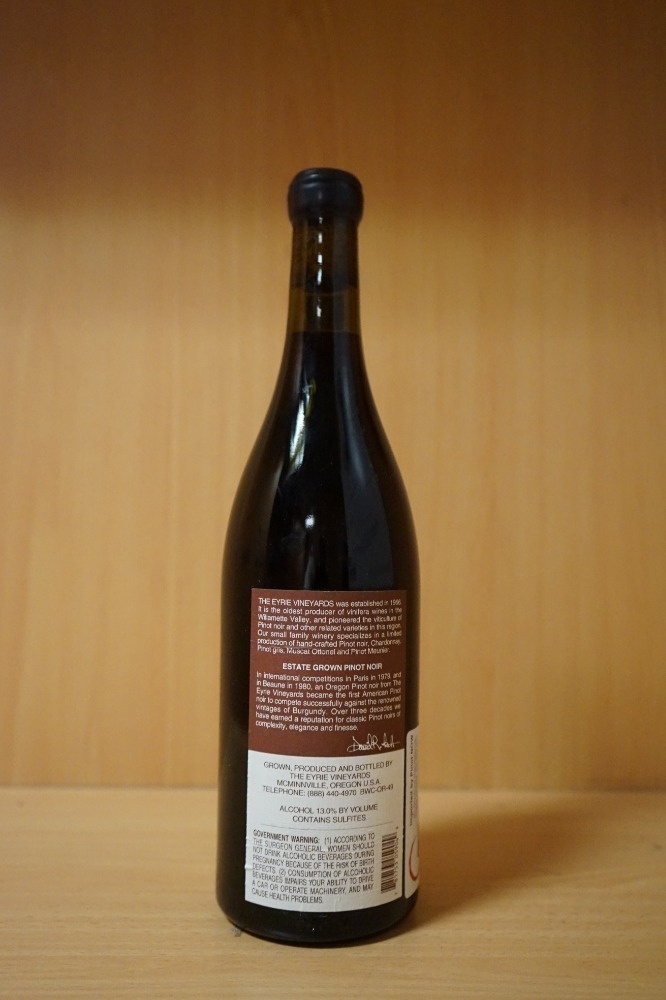 THE EYRIE VINEYARDS was established in 1966.
It is the oldest producer of vinifera wines in the
Willamette Valley, and pioneered the viticulture of
Pinot noir and other related varieties in this region.
Our small family winery specializes in a limited
production of hand-crafted Pinot noir, Chardonnay,
Pinot gris, Muscat Ottonel and Pinot Meunier.
ESTATE GROWN PINOT NOIR
In international competitions in Paris in 1979, and
in Beaune in 1980, an Oregon Pinot noir from The
Eyrie Vineyards became the first American Pinot
noir to compete successfully against the renowned
vintages of Burgundy. Over three decades we
have earned a reputation for classic Pinot noirs of
complexity, elegance and finesse.
GROWN, PRODUCED AND BOTTLED BY
THE EYRIE VINEYARDS
MCMINNVILLE, OREGON U.S.A.
TELEPHONE: (888) 440-4970 BWC-OR-49
ALCOHOL 13.0% BY VOLUME
CONTAINS SULFITES
GOVERNMENT WARNING: (1) ACCORDING TO
THE SURGEON GENERAL, WOMEN SHOULD
NOT DRINK ALCOHOLIC BEVERAGES DURING
PREGNANCY BECAUSE OF THE RISK OF BIRTH
DEFECTS. (2) CONSUMPTION OF ALCOHOLIC
BEVERAGES IMPAIRS YOUR ABILITY TO DRIVE
A CAR OR OPERATE MACHINERY, AND MAY
CAUSE HEALTH PROBLEMS.